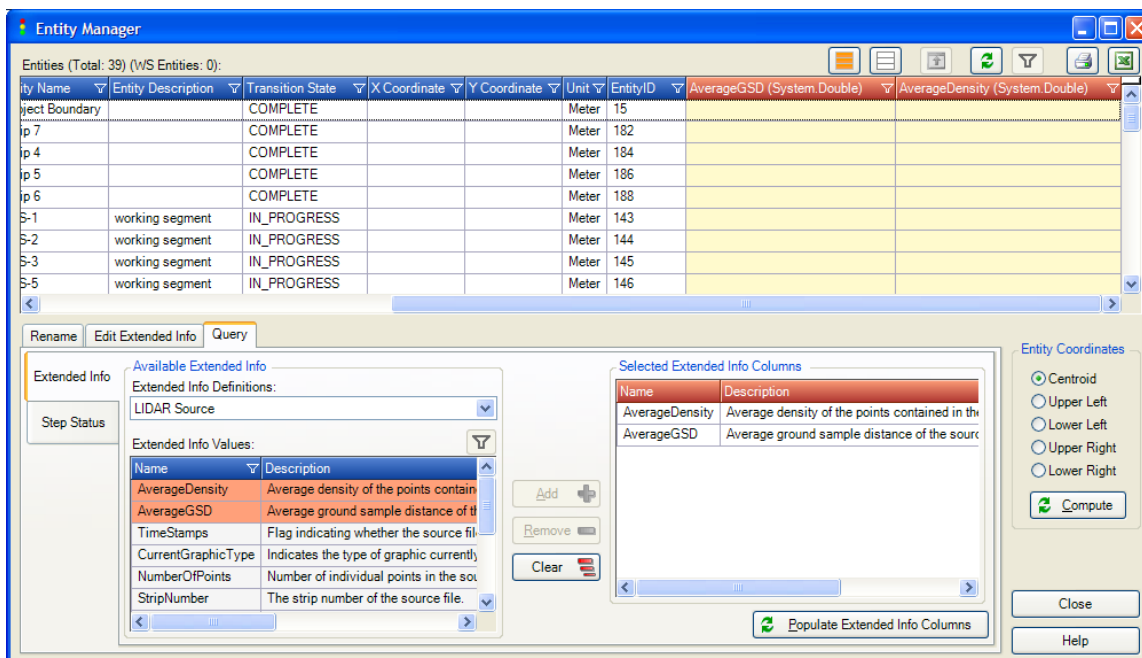 Entity Manager
Entities (Total: 39) (WS Entities: 0):
ity Name Entity Description Transition State X Coordinate Y Coordinate Unit EntityID AverageGSD (System.Double) AverageDensity (System.Double)
ject Boundary COMPLETE Meter 15
ip 7 COMPLETE Meter 182
ip 4 COMPLETE Meter 184
ip 5 COMPLETE Meter 186
ip 6 COMPLETE Meter 188
S-1 working segment IN_PROGRESS Meter 143
S-2 working segment IN_PROGRESS Meter 144
S-3 working segment IN_PROGRESS Meter 145
S-5 working segment IN_PROGRESS Meter 146
Rename Edit Extended Info Query
Extended Info
Step Status
Available Extended Info
Extended Info Definitions:
LIDAR Source
Extended Info Values:
Name Description
AverageDensity Average density of the points contain
AverageGSD Average ground sample distance of th
TimeStamps Flag indicating whether the source fil
CurrentGraphicType Indicates the type of graphic currently
NumberOfPoints Number of individual points in the sou
StripNumber The strip number of the source file.
Add
Remove
Clear
Selected Extended Info Columns
Name Description
AverageDensity Average density of the points contained in the
AverageGSD Average ground sample distance of the sourc
Populate Extended Info Columns
Entity Coordinates
Centroid
Upper Left
Lower Left
Upper Right
Lower Right
Compute
Close
Help